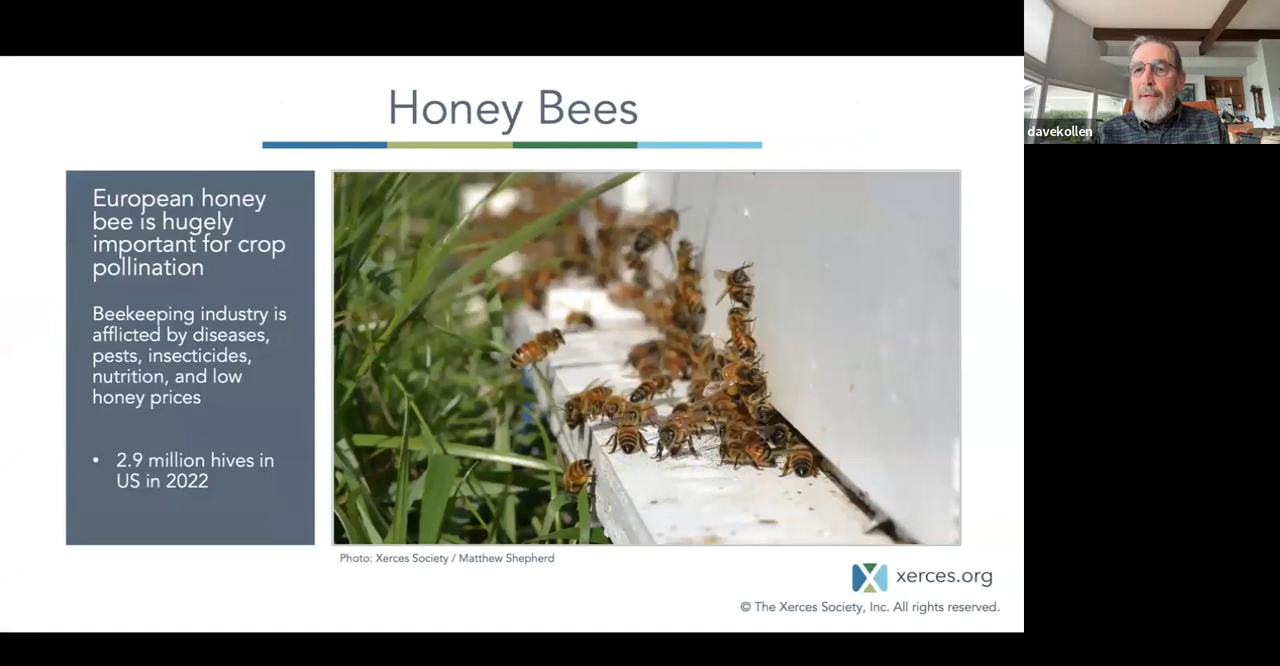 Honey Bees
European honey
bee is hugely
important for crop
pollination
Beekeeping industry is
afflicted by diseases,
pests, insecticides,
nutrition, and low
honey prices
• 2.9 million hives in
US in 2022
Photo: Xerces Society / Matthew Shepherd
xerces.org
© The Xerces Society, Inc. All rights reserved.
davekollen